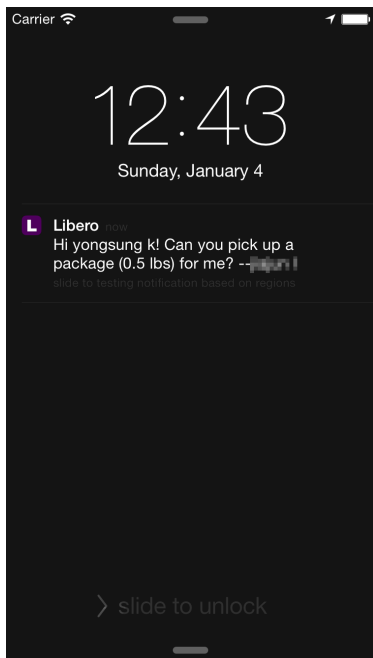 Carrier
12:43
Sunday, January 4
L
Libero now
Hi yongsung k! Can you pick up a
package (0.5 lbs) for me? --
slide to testing notification based on regions
slide to unlock